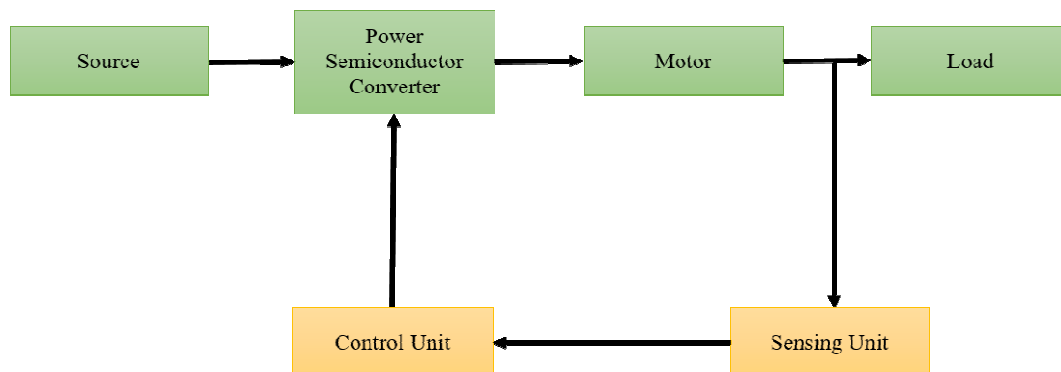 Source
Power
Semiconductor
Converter
Motor
Load
Control Unit
Sensing Unit